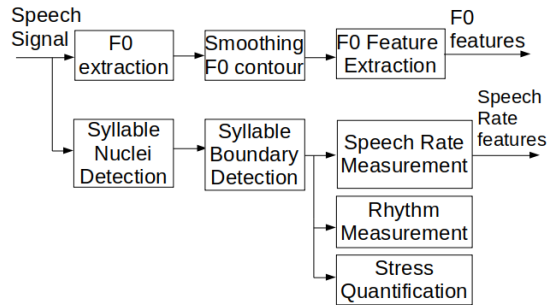 Speech
Signal
F0
extraction
Smoothing
F0 contour
F0 Feature
Extraction
F0
features
Syllable
Nuclei
Detection
Syllable
Boundary
Detection
Speech Rate
Measurement
Speech
Rate
features
Rhythm
Measurement
Stress
Quantification